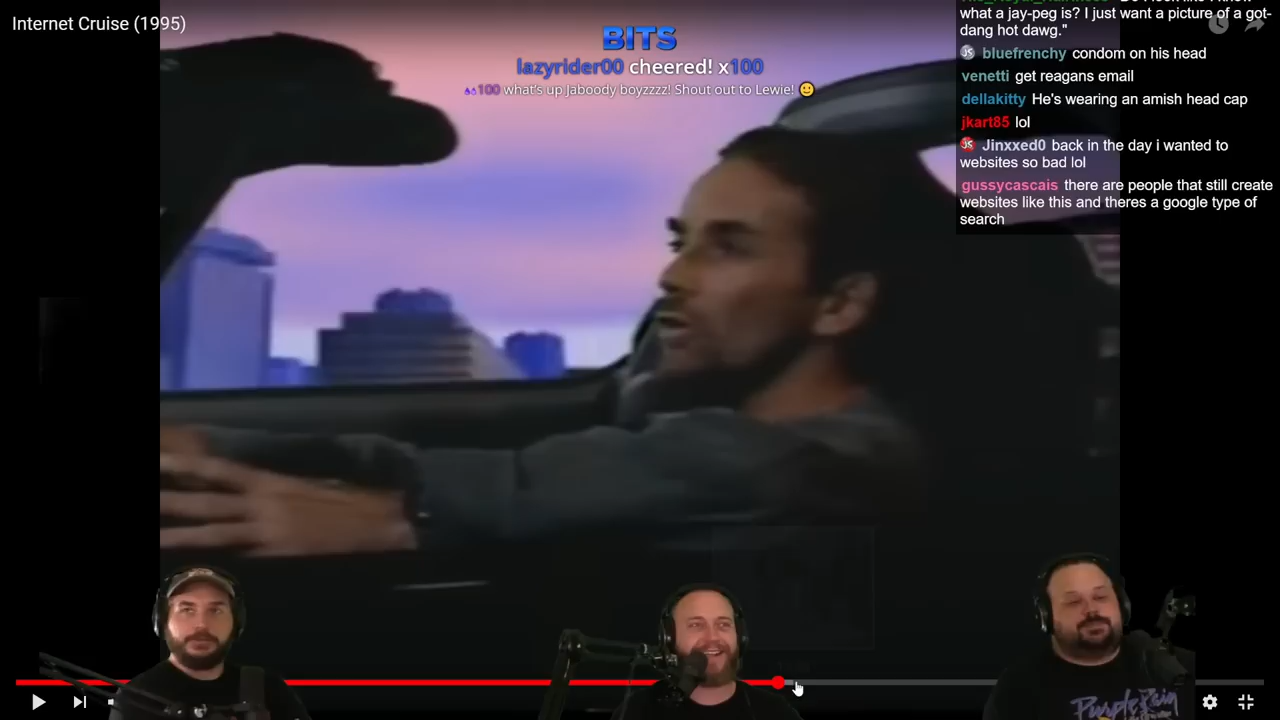 Internet Cruise (1995)
BITS
lazyrider00 cheered! x100
100 what's up Jaboody boyzzzz! Shout out to Lewie!
what a jay-peg is? I just want a picture of a got-
dang hot dawg."
bluefrenchy condom on his head
venetti get reagans email
dellakitty He's wearing an amish head cap
jkart85 lol
Jinxxed0 back in the day i wanted to
websites so bad lol
gussycascais there are people that still create
websites like this and theres a google type of
search
Purple Rain